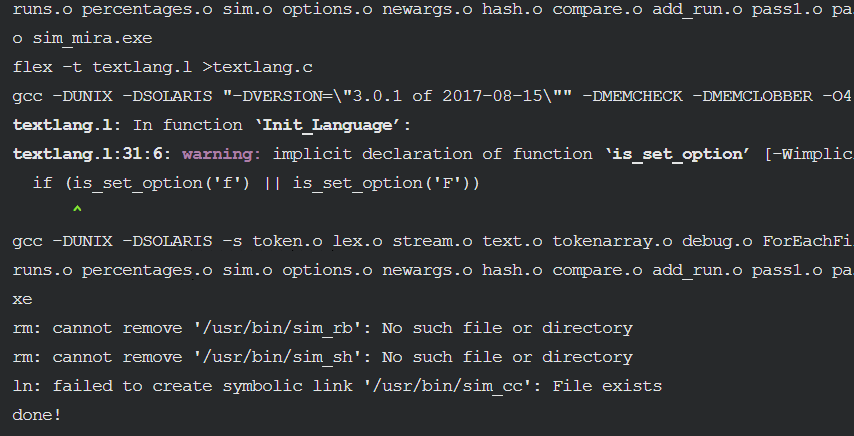 runs.o percentages.o sim.o options.o newargs.o hash.o compare.o add_run.o pass1.o pa
o sim_mira.exe
flex -t textlang.l >textlang.c
gcc -DUNIX -DSOLARIS "-DVERSION=\"3.0.1 of 2017-08-15\"" -DMEMCHECK -DMEMCLOBBER -O4
textlang.l: In function ‘Init_Language’:
textlang.l:31:6: warning: implicit declaration of function ‘is_set_option’ [-Wimplic
if (is_set_option('f') || is_set_option('F'))
^
gcc -DUNIX -DSOLARIS -s token.o lex.o stream.o text.o tokenarray.o debug.o ForEachFi
runs.o percentages.o sim.o options.o newargs.o hash.o compare.o add_run.o pass1.o pa
xe
rm: cannot remove '/usr/bin/sim_rb': No such file or directory
rm: cannot remove '/usr/bin/sim_sh': No such file or directory
ln: failed to create symbolic link '/usr/bin/sim_cc': File exists
done!